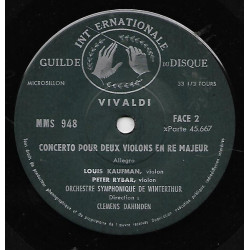 INTERNATIONALE
GUILDE DU DISQUE
MICROSILLON
33 1/3 TOURS
VIVALDI
MMS 948
FACE 2
xParte 45.667
CONCERTO POUR DEUX VIOLONS EN RE MAJEUR
Allegro
LOUIS KAUFMAN, violon
PETER RYBAR, violon
ORCHESTRE SYMPHONIQUE DE WINTERTHUR
Direction :
CLEMENS DAHINDEN